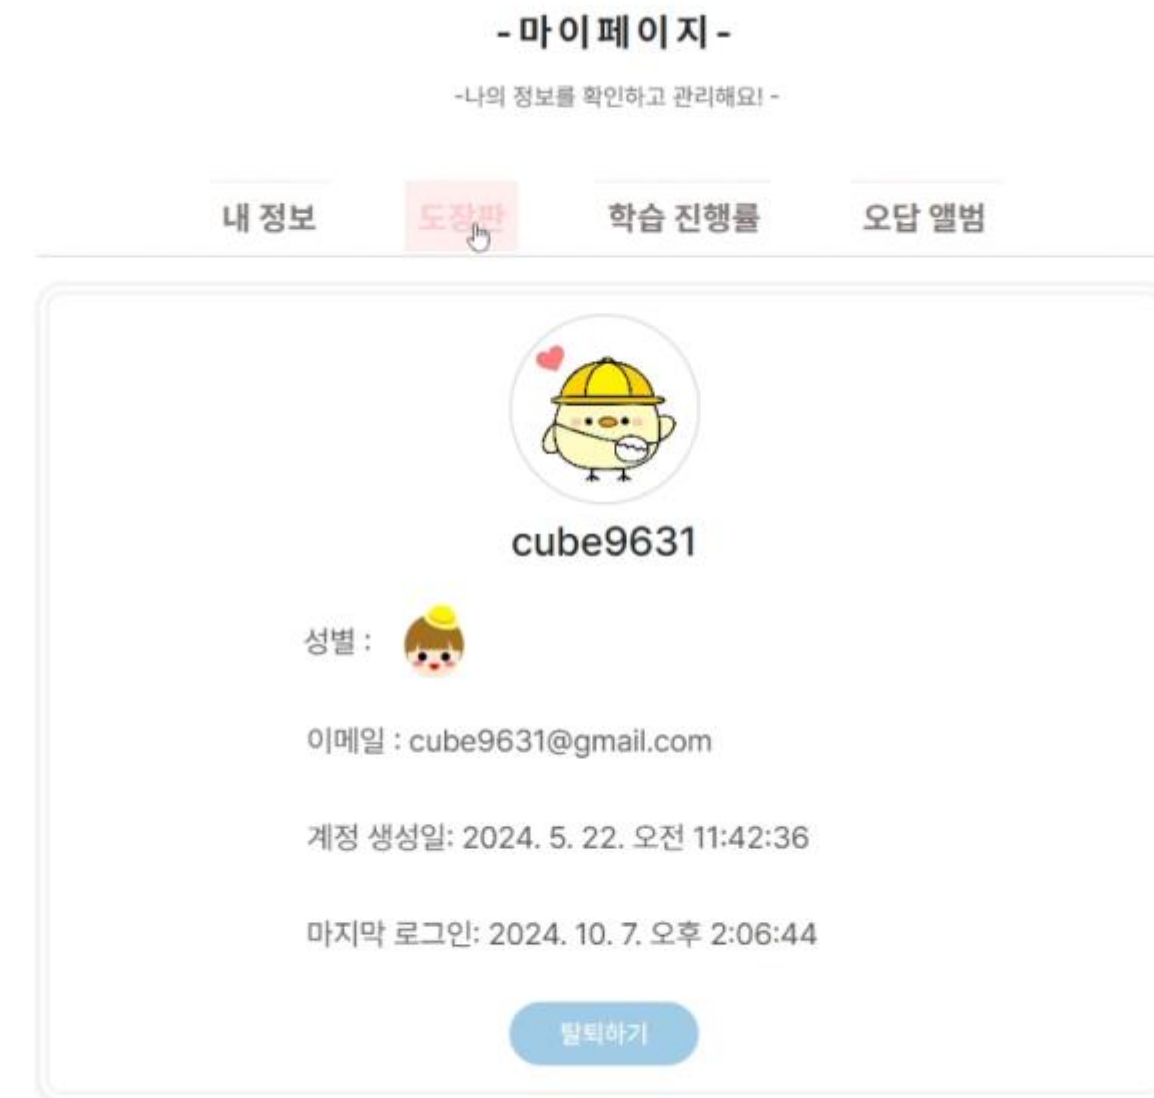 -마이페이지-
-나의 정보를 확인하고 관리해요! -
내 정보 도장판 학습 진행률 오답 앨범
cube9631
성별 :
이메일 : cube9631@gmail.com
계정 생성일: 2024. 5. 22. 오전 11:42:36
마지막 로그인: 2024. 10. 7. 오후 2:06:44
탈퇴하기